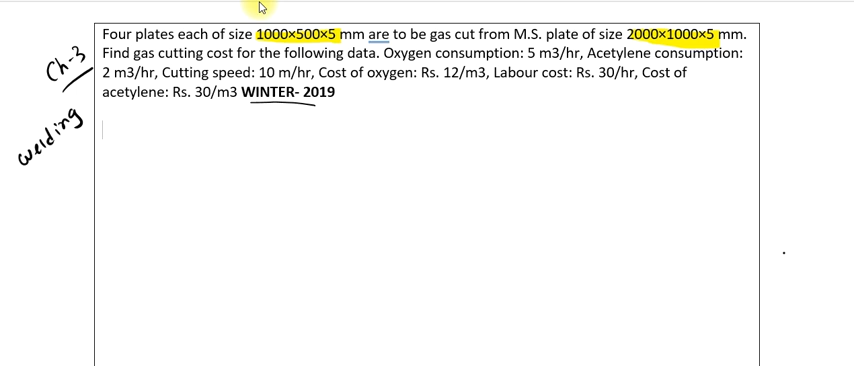 Four plates each of size 1000×500×5 mm are to be gas cut from M.S. plate of size 2000×1000×5 mm.
Find gas cutting cost for the following data. Oxygen consumption: 5 m3/hr, Acetylene consumption:
2 m3/hr, Cutting speed: 10 m/hr, Cost of oxygen: Rs. 12/m3, Labour cost: Rs. 30/hr, Cost of
acetylene: Rs. 30/m3 WINTER- 2019
Ch-3
welding